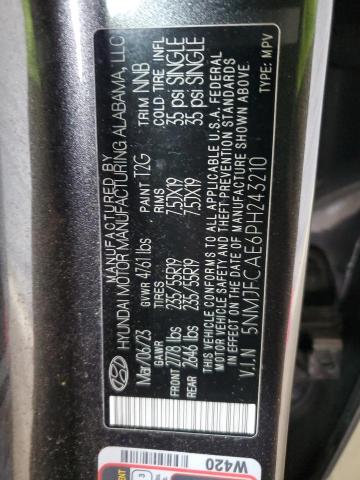 MANUFACTURED BY
HYUNDAI MOTOR MANUFACTURING ALABAMA, LLC
Mar/06/23 GVWR 4761 lbs PAINT T2G TRIM NNB
GAWR TIRES RIMS COLD TIRE INFL
FRONT 2778 lbs 235/55R19 7.5JX19 35 psi SINGLE
REAR 2646 lbs 235/55R19 7.5JX19 35 psi SINGLE
THIS VEHICLE CONFORMS TO ALL APPLICABLE U.S.A. FEDERAL
MOTOR VEHICLE SAFETY AND THEFT PREVENTION STANDARDS
IN EFFECT ON THE DATE OF MANUFACTURE SHOWN ABOVE.
V.I.N 5NMJFCAE6PH243210 TYPE: MPV
W420